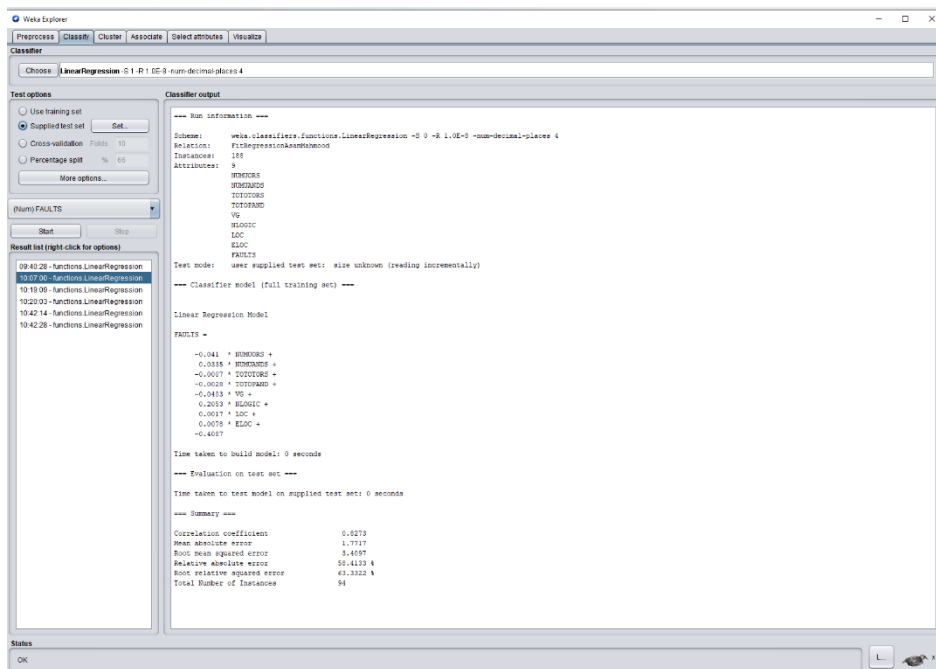 Weka Explorer
Preprocess Classify Cluster Associate Select attributes Visualize
Classifier
Choose LinearRegression -S 1 -R 1.0E-8 -num-decimal-places 4
Test options
Use training set
Supplied test set Set...
Cross-validation Folds 10
Percentage split % 66
More options...
(Num) FAULTS
Start Stop
Result list (right-click for options)
09:40:28 - functions.LinearRegression
10:07:00 - functions.LinearRegression
10:19:09 - functions.LinearRegression
10:20:03 - functions.LinearRegression
10:42:14 - functions.LinearRegression
10:42:28 - functions.LinearRegression
Classifier output
=== Run information ===
Scheme: weka.classifiers.functions.LinearRegression -S 0 -R 1.0E-8 -num-decimal-places 4
Relation: FitRegressionAsamMahmood
Instances: 188
Attributes: 9
NUMUORS
NUMUANDS
TOTOTORS
TOTOPAND
VG
NLOGIC
LOC
ELOC
FAULTS
Test mode: user supplied test set: size unknown (reading incrementally)
=== Classifier model (full training set) ===
Linear Regression Model
FAULTS =
-0.041 * NUMUORS +
0.0335 * NUMUANDS +
-0.0007 * TOTOTORS +
-0.0028 * TOTOPAND +
-0.0483 * VG +
0.2053 * NLOGIC +
0.0017 * LOC +
0.0078 * ELOC +
-0.4087
Time taken to build model: 0 seconds
=== Evaluation on test set ===
Time taken to test model on supplied test set: 0 seconds
=== Summary ===
Correlation coefficient 0.8273
Mean absolute error 1.7717
Root mean squared error 3.4097
Relative absolute error 50.4133 %
Root relative squared error 63.3322 %
Total Number of Instances 94
Status
OK
L...
x